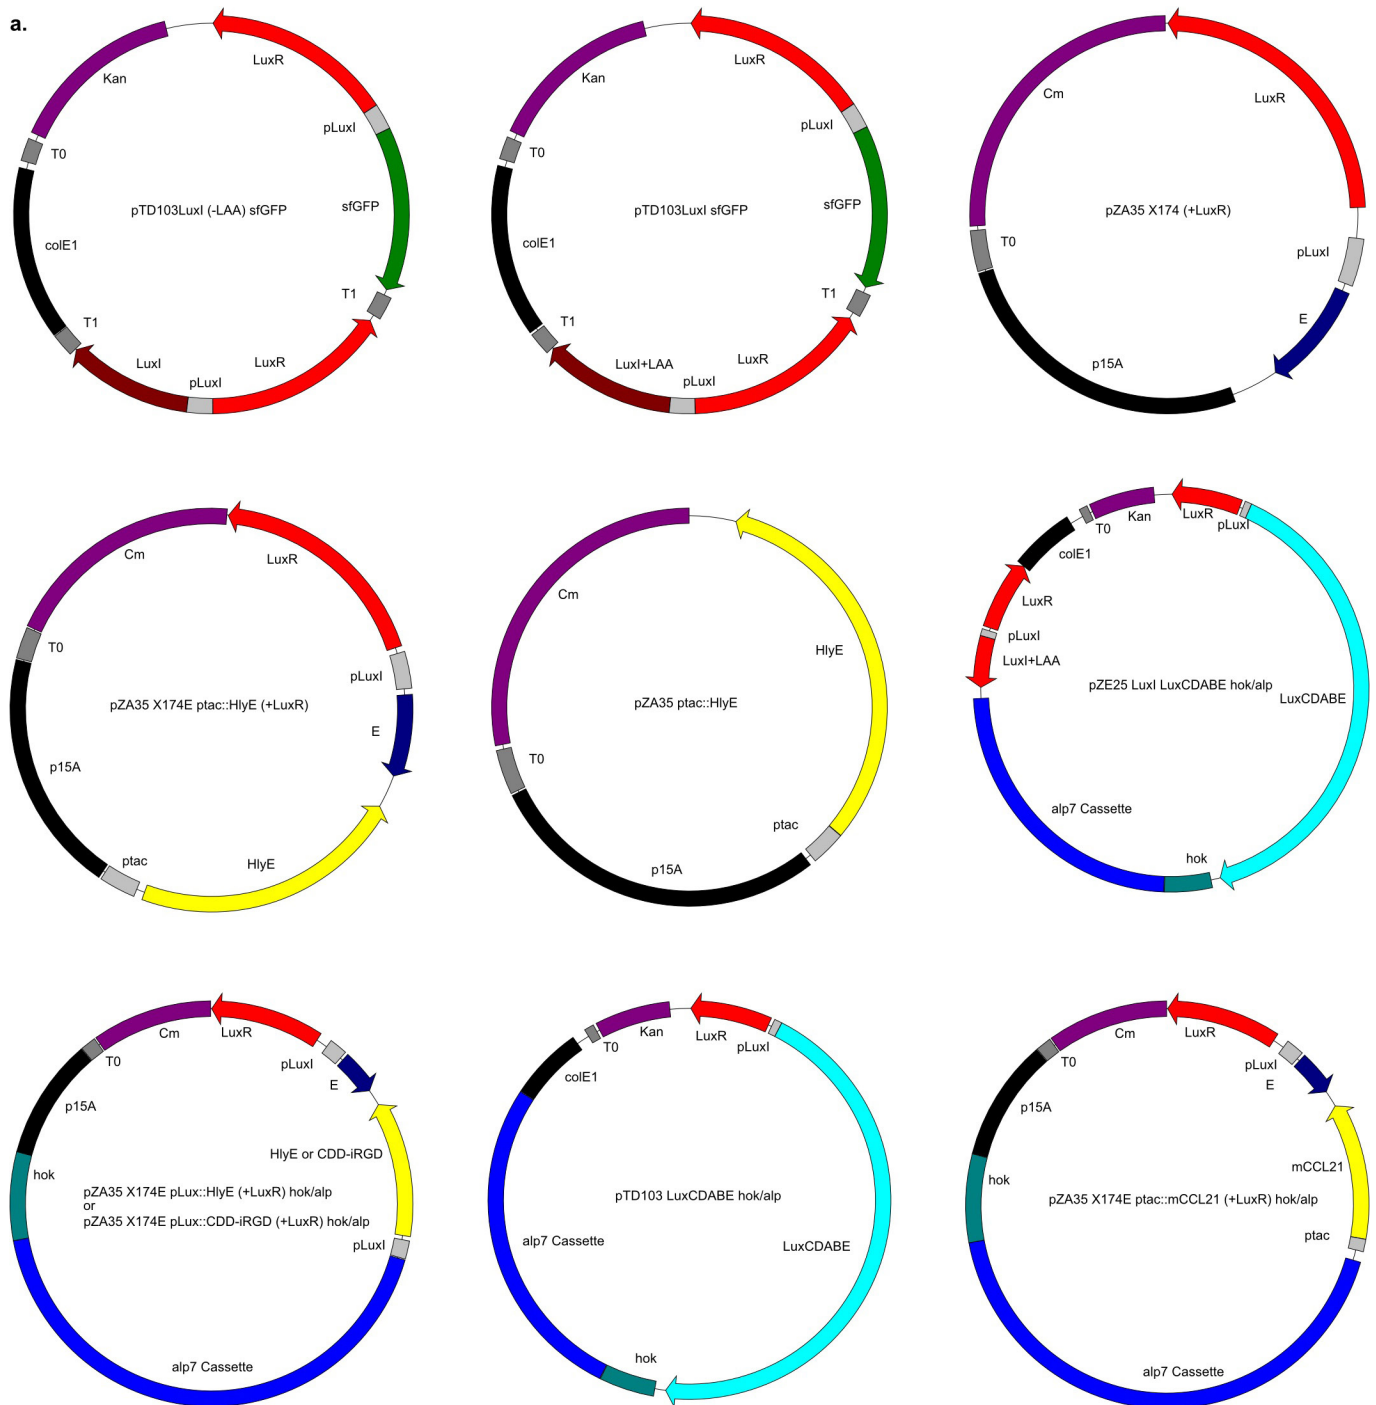 a.
LuxR
Kan
pLuxI
T0
pTD103LuxI (-LAA) sfGFP
sfGFP
colE1
T1
T1
LuxI
LuxR
pLuxI
LuxR
Kan
pLuxI
T0
pTD103LuxI sfGFP
sfGFP
colE1
T1
T1
LuxI+LAA
LuxR
pLuxI
Cm
LuxR
pZA35 X174 (+LuxR)
T0
pLuxI
E
p15A
Cm
LuxR
T0
pLuxI
pZA35 X174E ptac::HlyE (+LuxR)
E
p15A
ptac
HlyE
Cm
HlyE
pZA35 ptac::HlyE
T0
ptac
p15A
LuxR
Kan
T0
pLuxI
colE1
LuxR
pLuxI
LuxI+LAA
pZE25 LuxI LuxCDABE hok/alp
LuxCDABE
alp7 Cassette
hok
Cm
LuxR
T0
pLuxI
E
p15A
HlyE or CDD-iRGD
hok
pZA35 X174E pLux::HlyE (+LuxR) hok/alp
or
pZA35 X174E pLux::CDD-iRGD (+LuxR) hok/alp
pLuxI
alp7 Cassette
Kan
LuxR
T0
pLuxI
colE1
pTD103 LuxCDABE hok/alp
alp7 Cassette
LuxCDABE
hok
Cm
LuxR
T0
pLuxI
E
p15A
mCCL21
hok
pZA35 X174E ptac::mCCL21 (+LuxR) hok/alp
ptac
alp7 Cassette